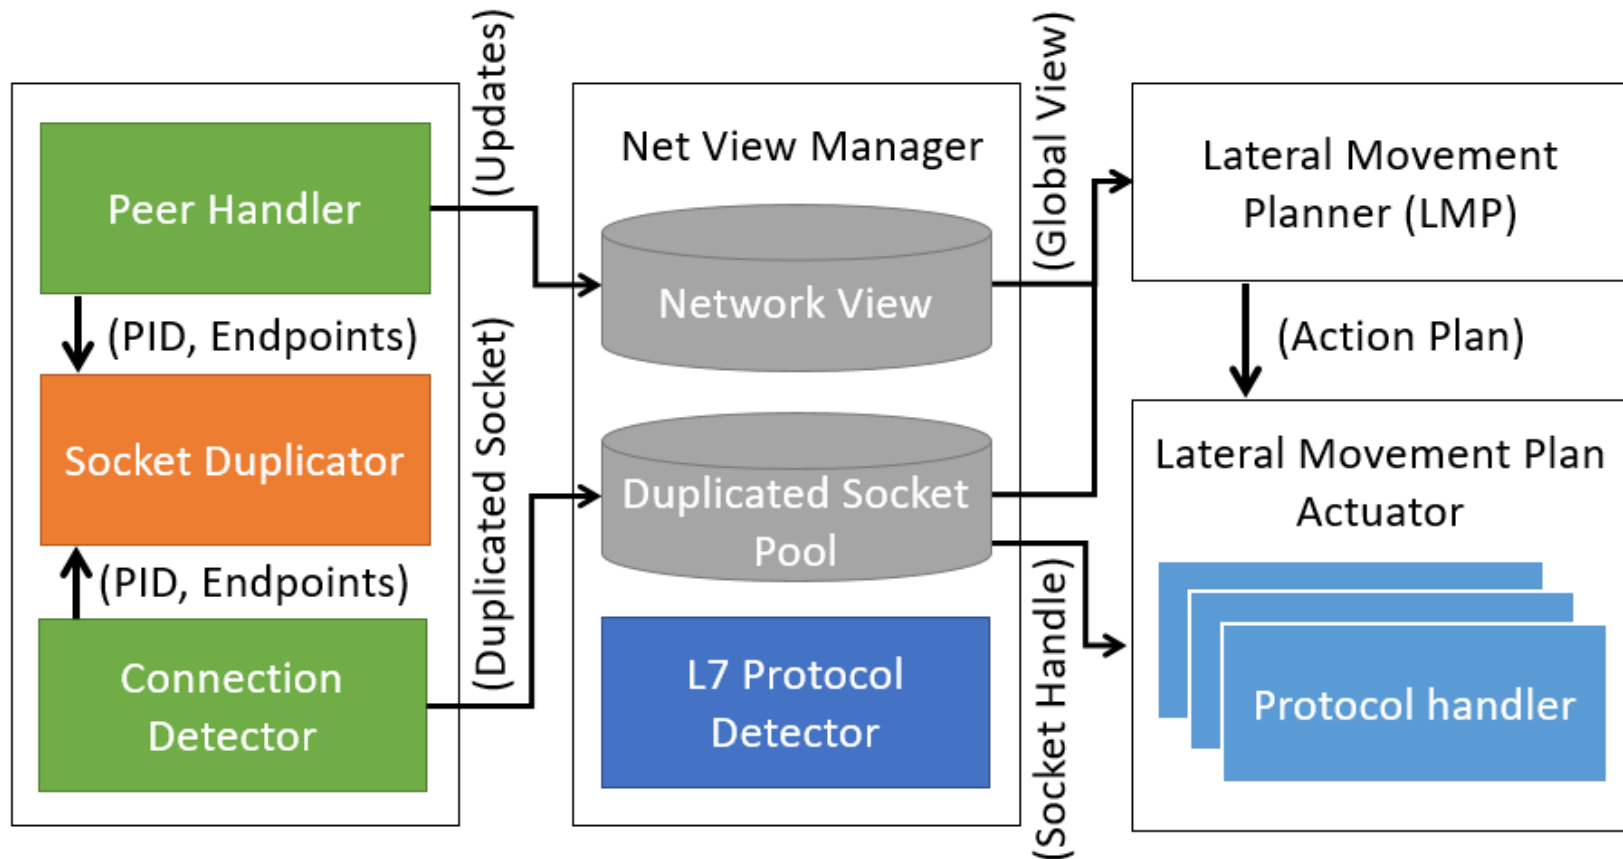 Peer Handler
(PID, Endpoints)
Socket Duplicator
(PID, Endpoints)
Connection
Detector
(Updates)
(Duplicated Socket)
Net View Manager
Network View
Duplicated Socket
Pool
L7 Protocol
Detector
(Global View)
(Socket Handle)
Lateral Movement
Planner (LMP)
(Action Plan)
Lateral Movement Plan
Actuator
Protocol handler